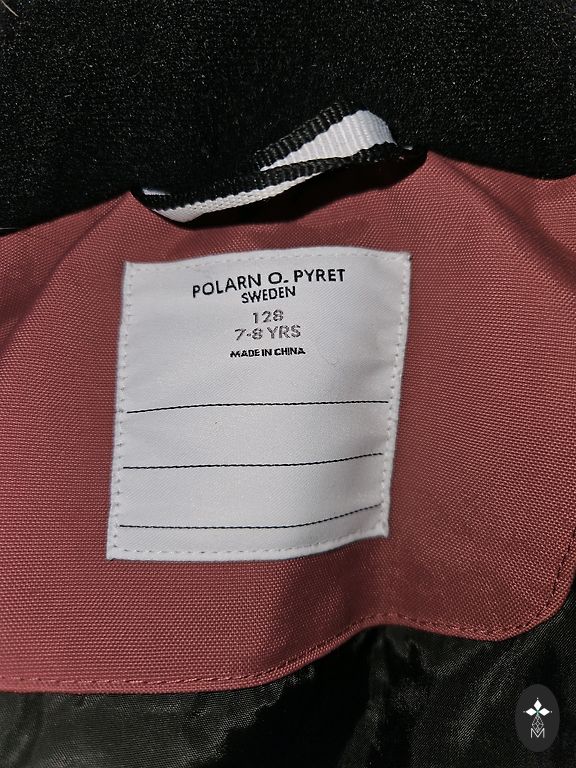 POLARN O. PYRET
SWEDEN
128
7-8 YRS
MADE IN CHINA